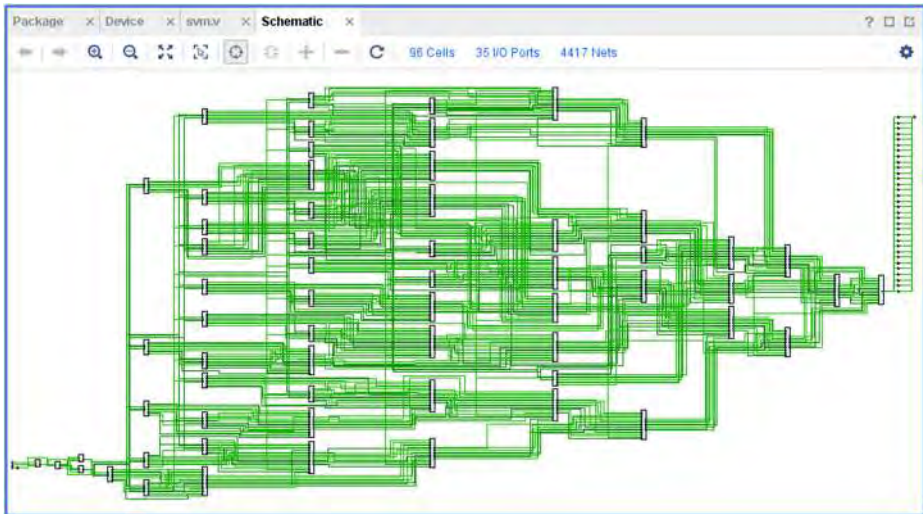 Package × Device × svm.v × Schematic × ? 
96 Cells 35 I/O Ports 4417 Nets